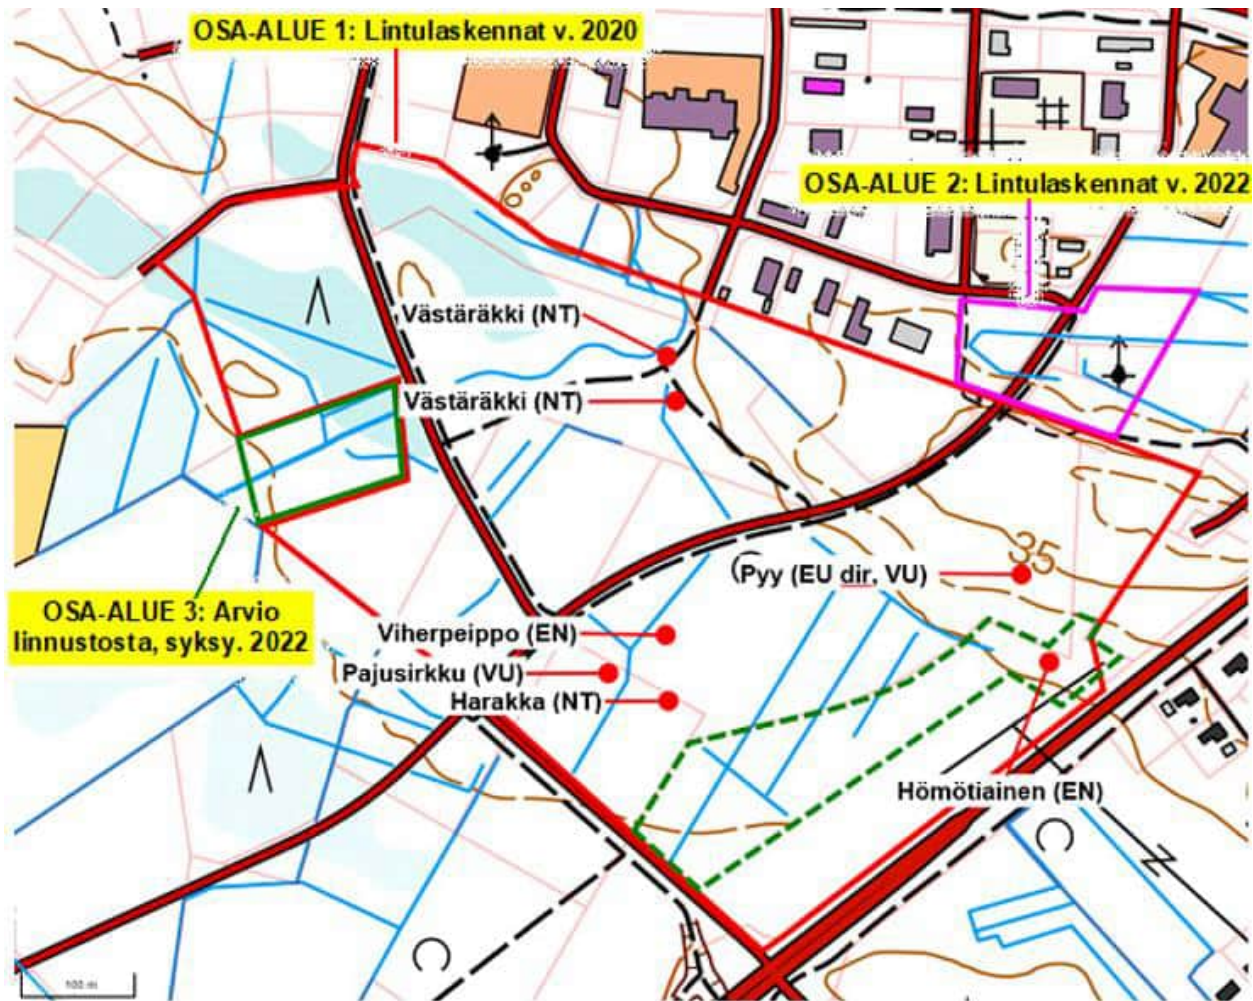 OSA-ALUE 1: Lintulaskennat v. 2020
OSA-ALUE 2: Lintulaskennat v. 2022
Västäräkki (NT)
Västäräkki (NT)
35
Pyy (EU dir, VU)
OSA-ALUE 3: Arvio
linnustosta, syksy. 2022
Viherpeippo (EN)
Pajusirkku (VU)
Harakka (NT)
Hömötiainen (EN)
100 m